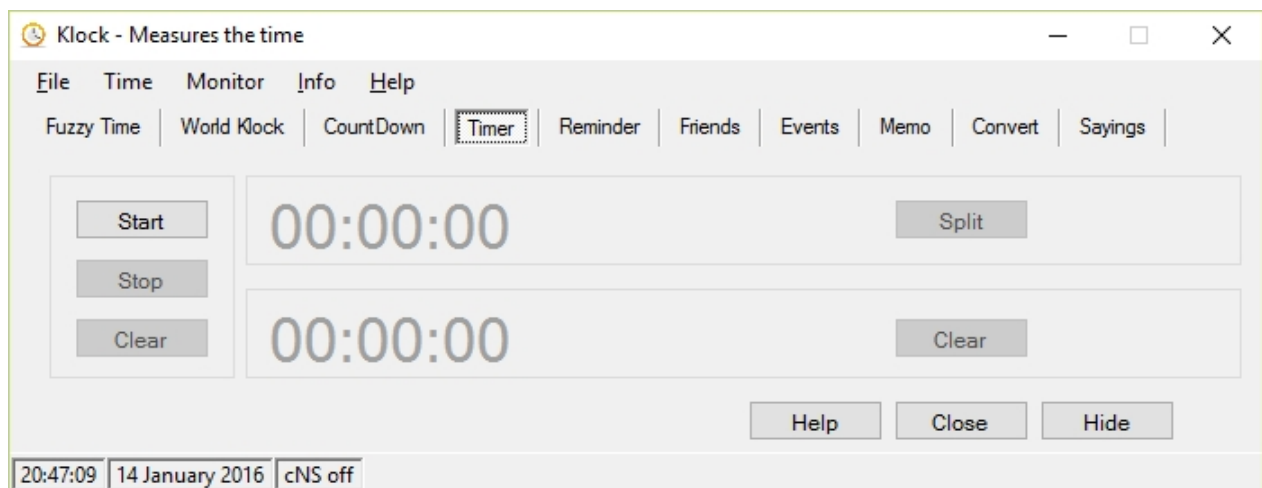 Klock - Measures the time
File Time Monitor Info Help
Fuzzy Time World Klock CountDown Timer Reminder Friends Events Memo Convert Sayings
Start 00:00:00 Split
Stop
Clear 00:00:00 Clear
Help Close Hide
20:47:09 14 January 2016 cNS off